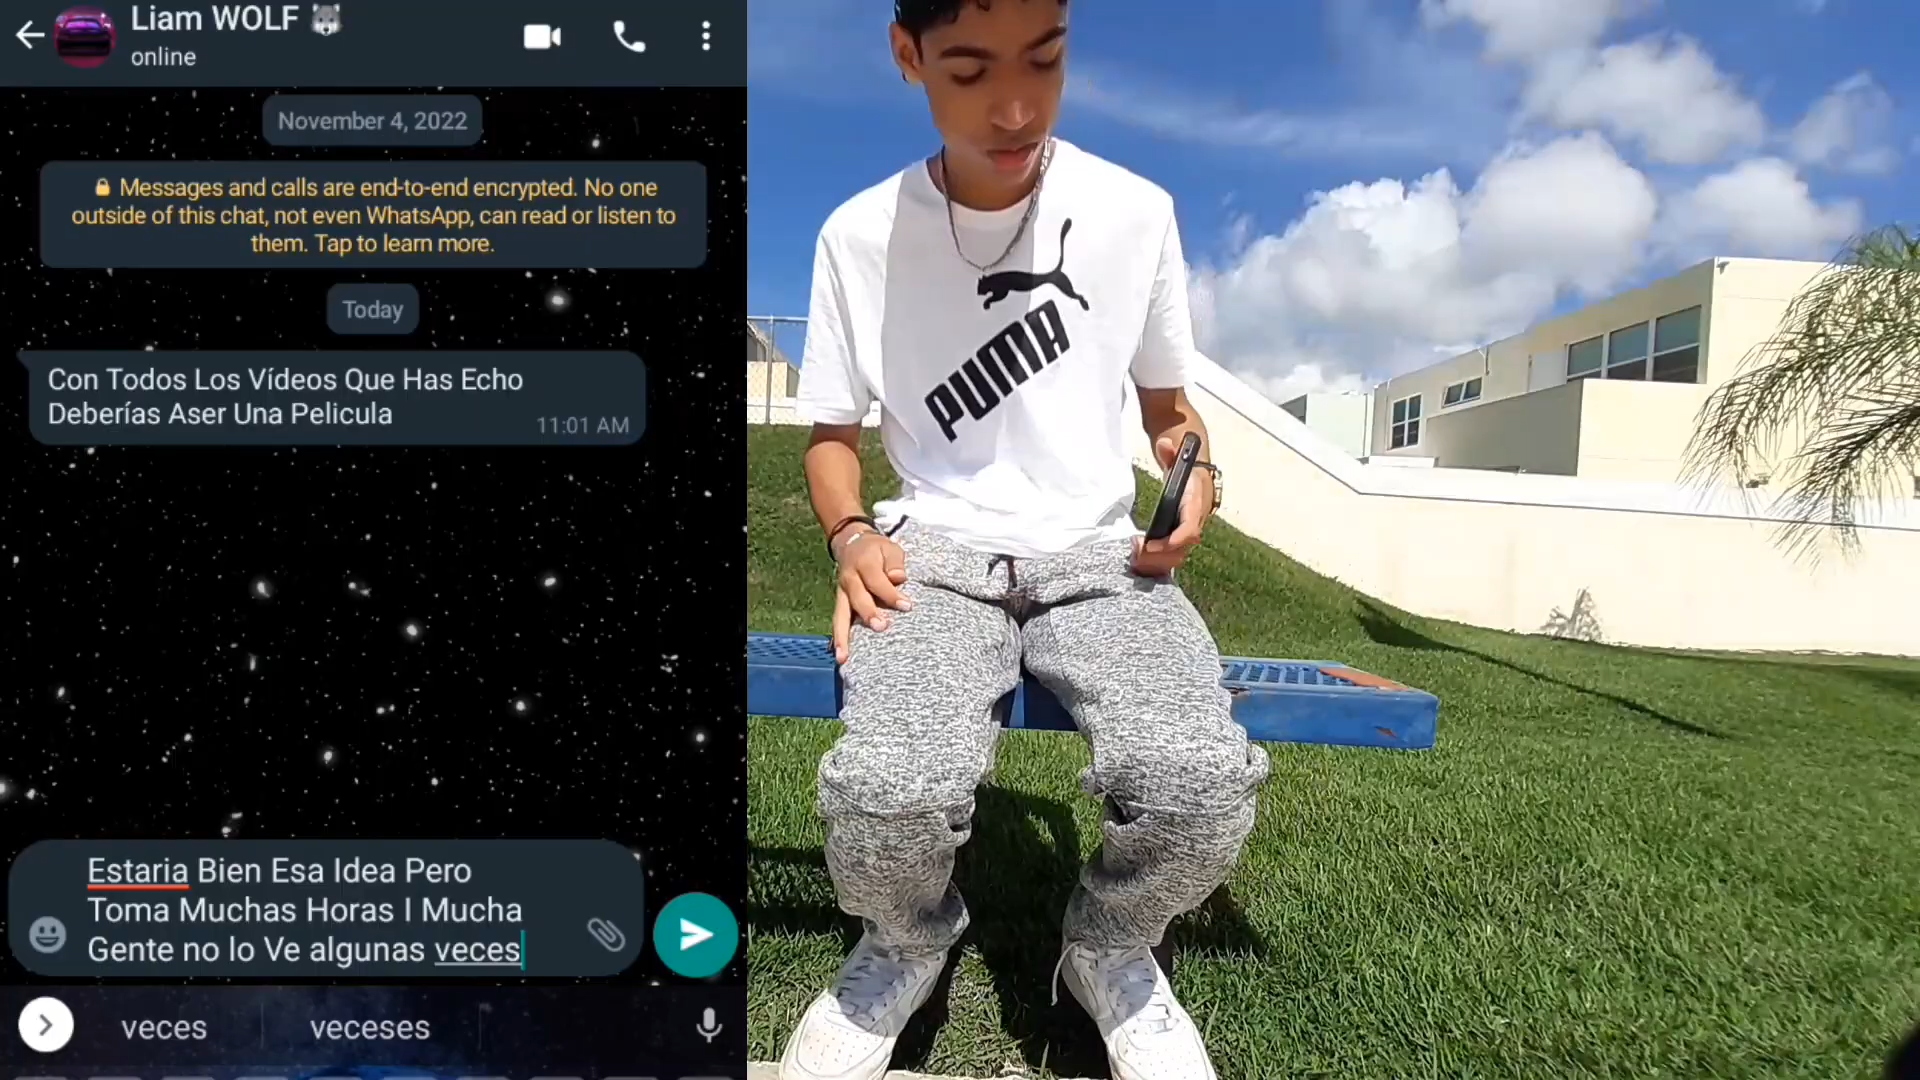 Liam WOLF
online
November 4, 2022
Messages and calls are end-to-end encrypted. No one
outside of this chat, not even WhatsApp, can read or listen to
them. Tap to learn more.
Today
Con Todos Los Vídeos Que Has Echo
Deberías Aser Una Pelicula
11:01 AM
Estaria Bien Esa Idea Pero
Toma Muchas Horas I Mucha
Gente no lo Ve algunas veces
veces
veceses
PUMA